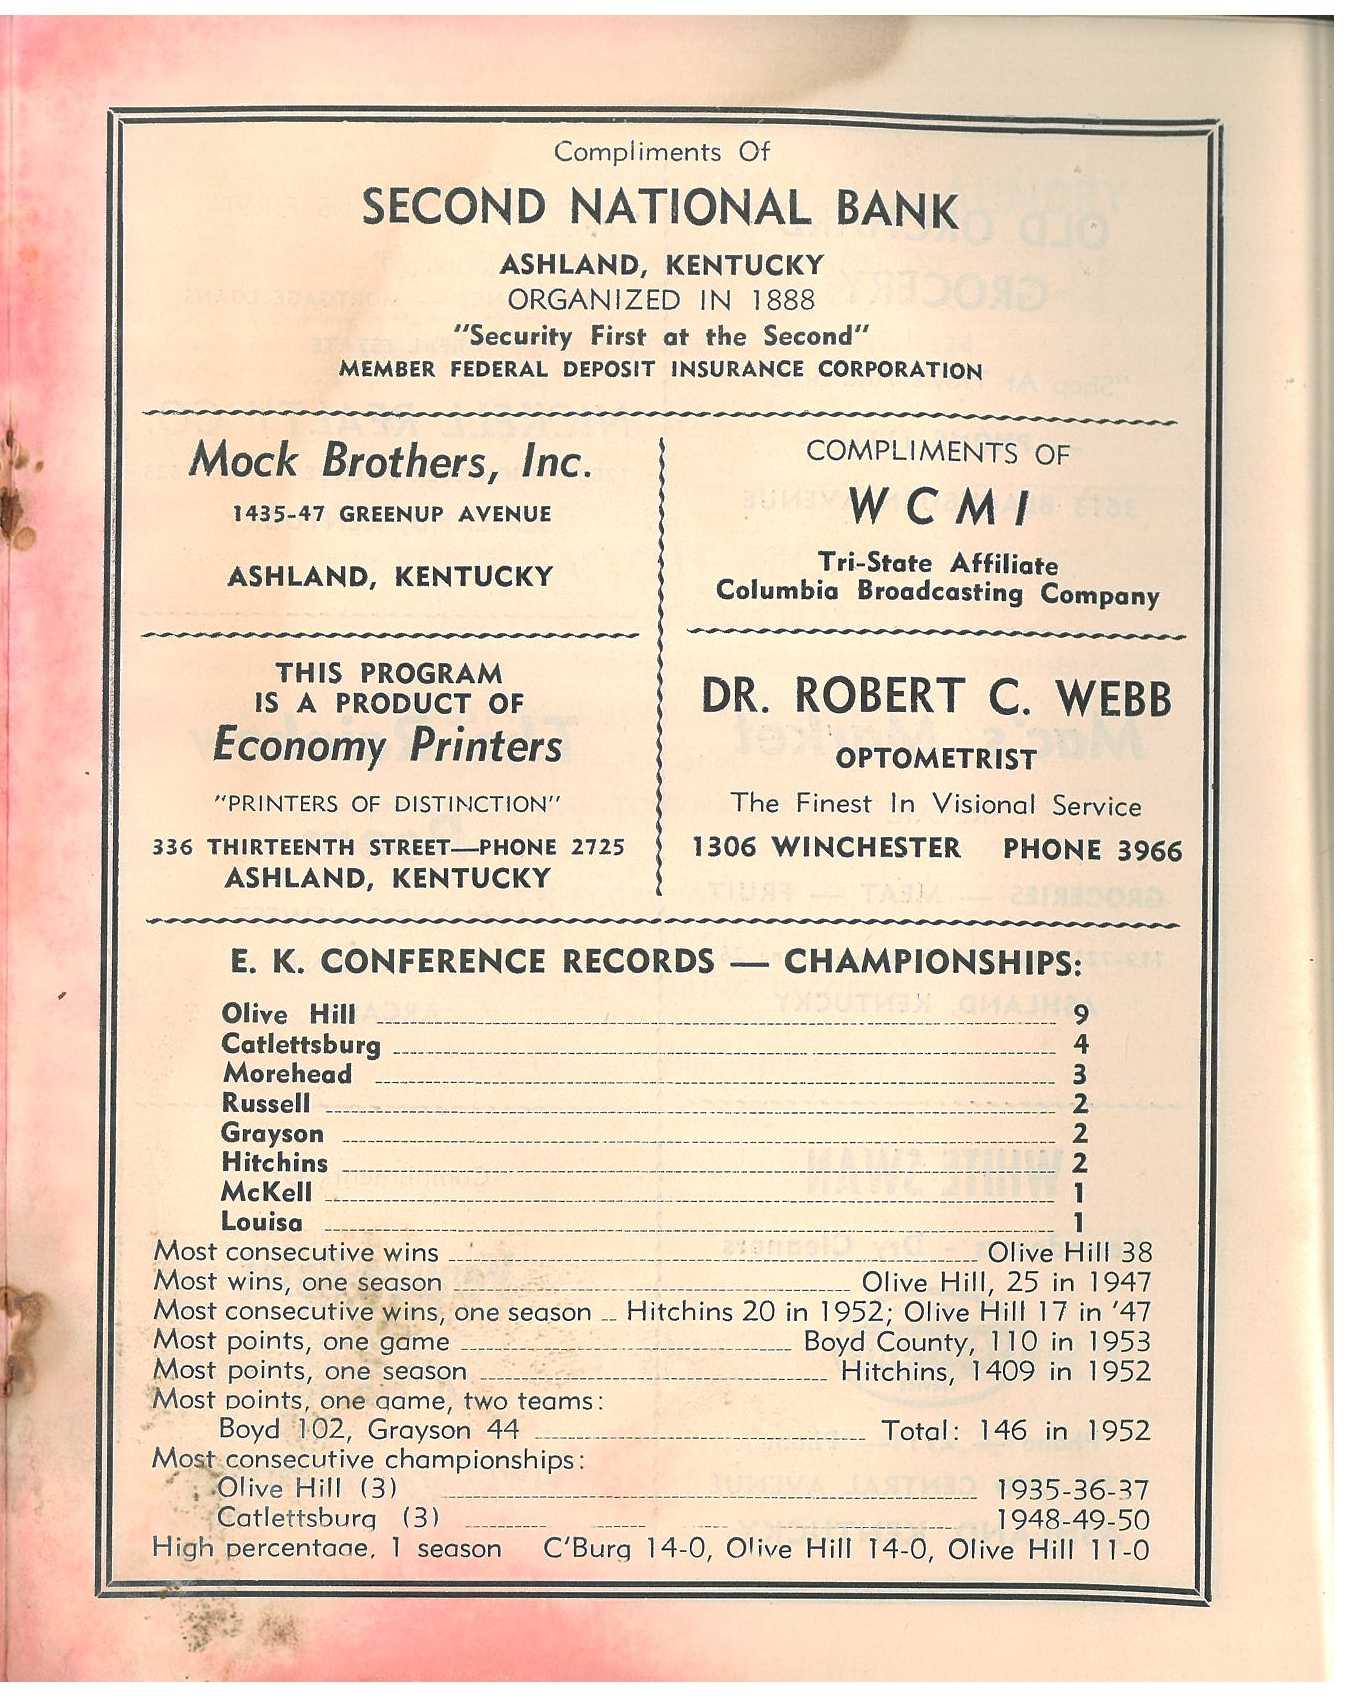 Compliments Of
SECOND NATIONAL BANK
ASHLAND, KENTUCKY
ORGANIZED IN 1888
"Security First at the Second"
MEMBER FEDERAL DEPOSIT INSURANCE CORPORATION
Mock Brothers, Inc.
1435-47 GREENUP AVENUE
ASHLAND, KENTUCKY
COMPLIMENTS OF
WCMI
Tri-State Affiliate
Columbia Broadcasting Company
THIS PROGRAM
IS A PRODUCT OF
Economy Printers
"PRINTERS OF DISTINCTION"
336 THIRTEENTH STREET—PHONE 2725
ASHLAND, KENTUCKY
DR. ROBERT C. WEBB
OPTOMETRIST
The Finest In Visional Service
1306 WINCHESTER PHONE 3966
E. K. CONFERENCE RECORDS — CHAMPIONSHIPS:
Olive Hill 9
Catlettsburg 4
Morehead 3
Russell 2
Grayson 2
Hitchins 2
McKell 1
Louisa 1
Most consecutive wins Olive Hill 38
Most wins, one season Olive Hill, 25 in 1947
Most consecutive wins, one season Hitchins 20 in 1952; Olive Hill 17 in '47
Most points, one game Boyd County, 110 in 1953
Most points, one season Hitchins, 1409 in 1952
Most points, one game, two teams:
Boyd 102, Grayson 44 Total: 146 in 1952
Most consecutive championships:
Olive Hill (3) 1935-36-37
Catlettsburg (3) 1948-49-50
High percentage, 1 season C'Burg 14-0, Olive Hill 14-0, Olive Hill 11-0